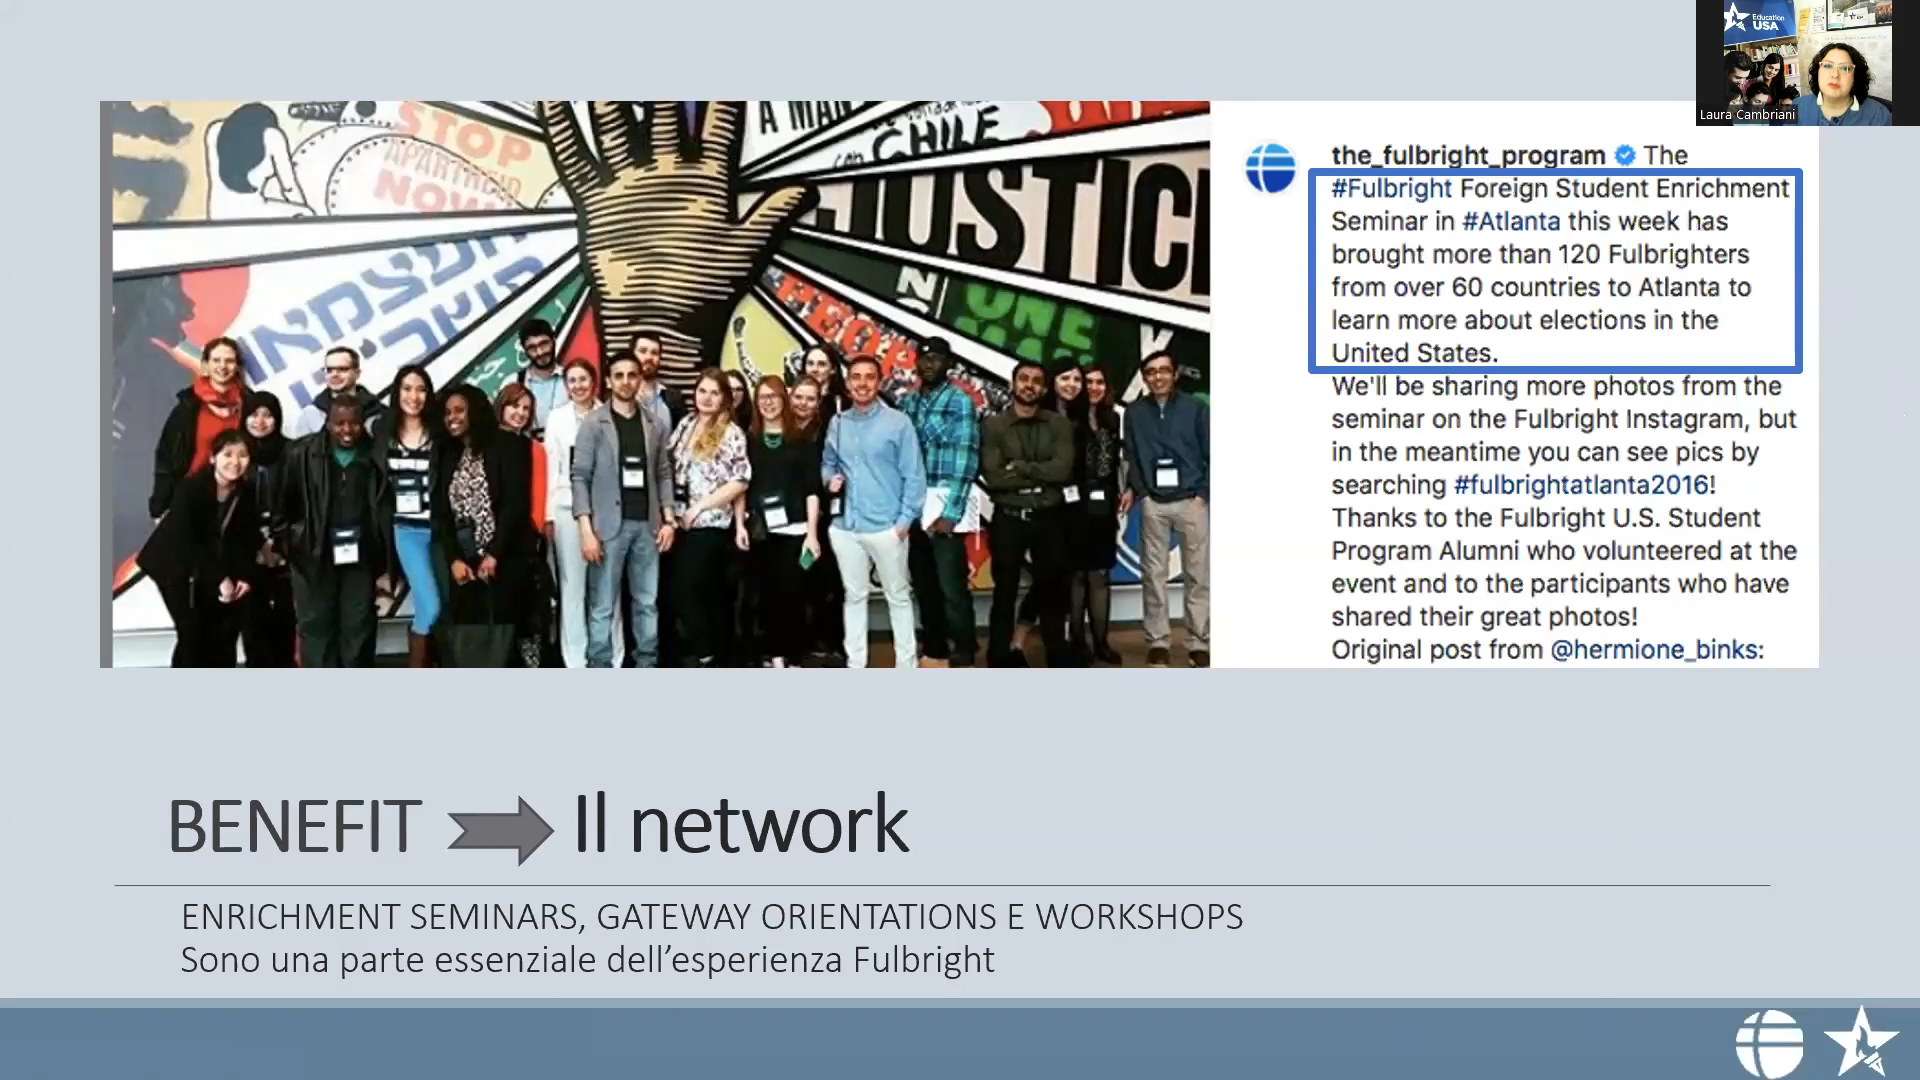 Education
USA
Laura Cambriani
STOP
APARTHEID
NOW
A MA
CHILE
JUSTIC
ONE
MAN
the_fulbright_program The
#Fulbright Foreign Student Enrichment
Seminar in #Atlanta this week has
brought more than 120 Fulbrighters
from over 60 countries to Atlanta to
learn more about elections in the
United States.
We'll be sharing more photos from the
seminar on the Fulbright Instagram, but
in the meantime you can see pics by
searching #fulbrightatlanta2016!
Thanks to the Fulbright U.S. Student
Program Alumni who volunteered at the
event and to the participants who have
shared their great photos!
Original post from @hermione_binks:
BENEFIT Il network
ENRICHMENT SEMINARS, GATEWAY ORIENTATIONS E WORKSHOPS
Sono una parte essenziale dell’esperienza Fulbright